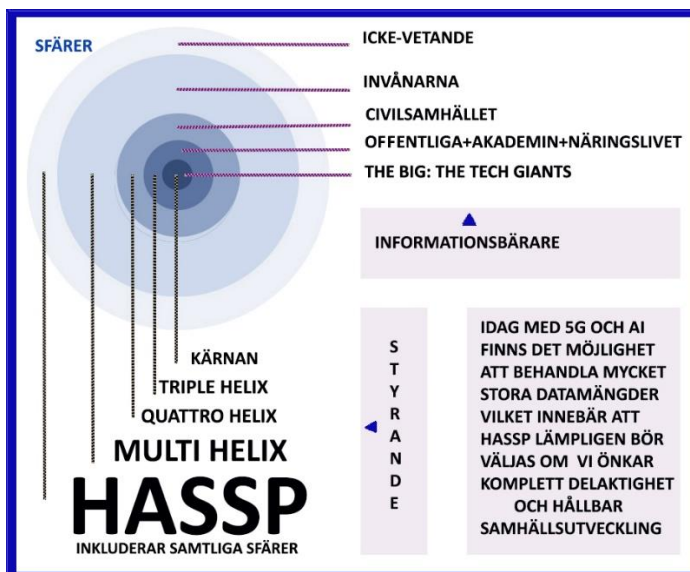 SFÄRER
ICKE-VETANDE
INVÅNARNA
CIVILSAMHÄLLET
OFFENTLIGA+AKADEMIN+NÄRINGSLIVET
THE BIG: THE TECH GIANTS
INFORMATIONSBÄRARE
KÄRNAN
TRIPLE HELIX
QUATTRO HELIX
MULTI HELIX
HASSP
INKLUDERAR SAMTLIGA SFÄRER
S
T
Y
R
A
N
D
E
IDAG MED 5G OCH AI
FINNS DET MÖJLIGHET
ATT BEHANDLA MYCKET
STORA DATAMÄNGDER
VILKET INNEBÄR ATT
HASSP LÄMPLIGEN BÖR
VÄLJAS OM VI ÖNKAR
KOMPLETT DELAKTIGHET
OCH HÅLLBAR
SAMHÄLLSUTVECKLING